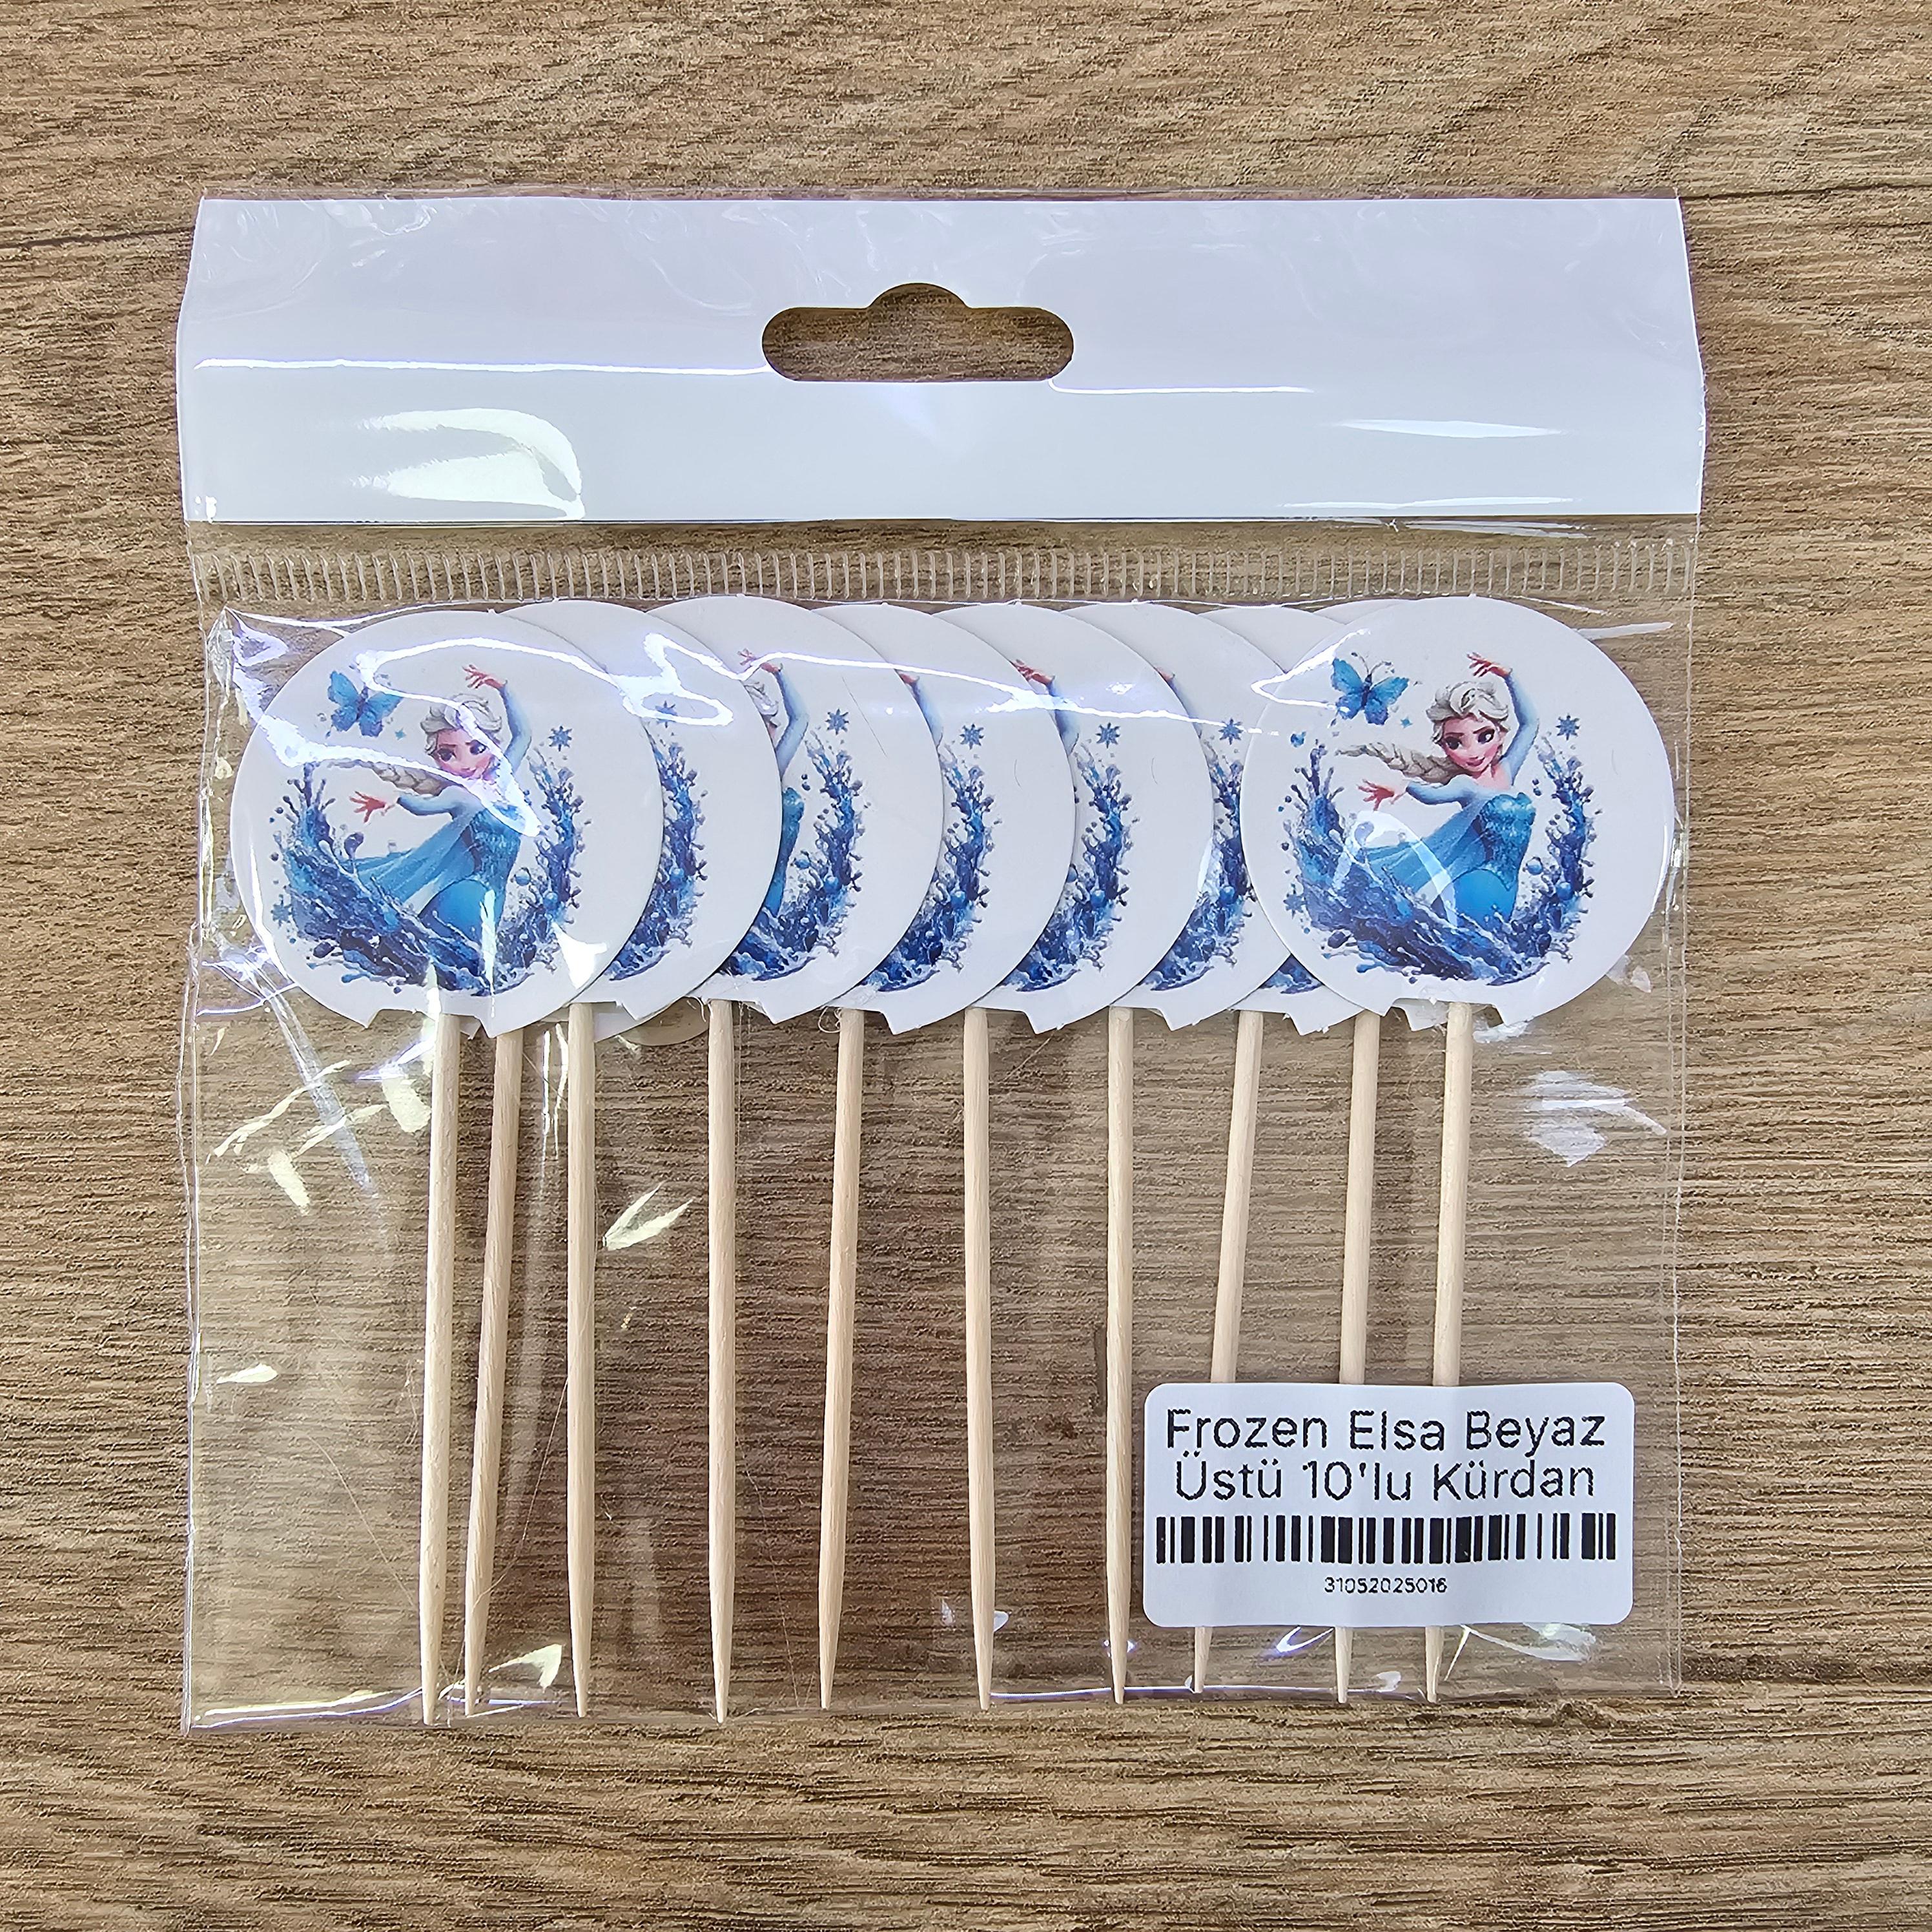 Frozen Elsa Beyaz
Üstü 10'lu Kürdan
31052025016